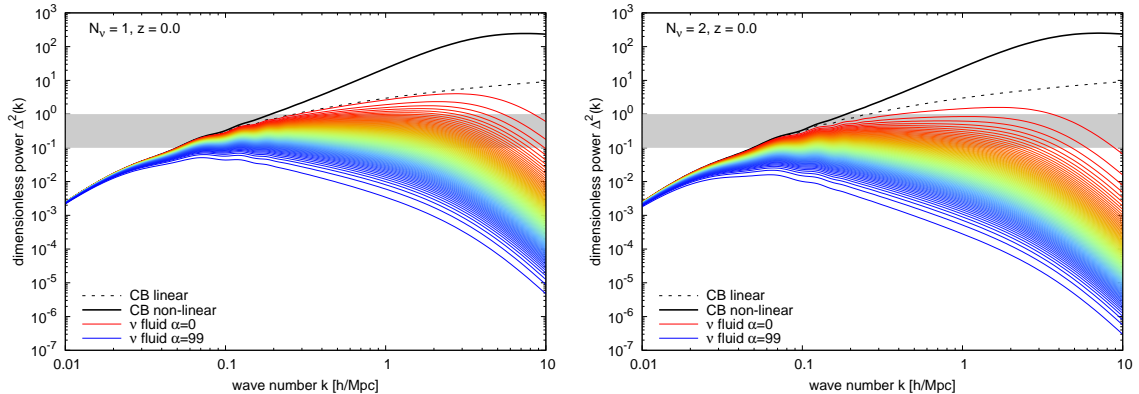 N_ν = 1, z = 0.0
dimensionless power Δ²(k)
10^3
10^2
10^1
10^0
10^-1
10^-2
10^-3
10^-4
10^-5
10^-6
10^-7
CB linear
CB non-linear
ν fluid α=0
ν fluid α=99
0.01 0.1 1 10
wave number k [h/Mpc]
N_ν = 2, z = 0.0
dimensionless power Δ²(k)
10^3
10^2
10^1
10^0
10^-1
10^-2
10^-3
10^-4
10^-5
10^-6
10^-7
CB linear
CB non-linear
ν fluid α=0
ν fluid α=99
0.01 0.1 1 10
wave number k [h/Mpc]